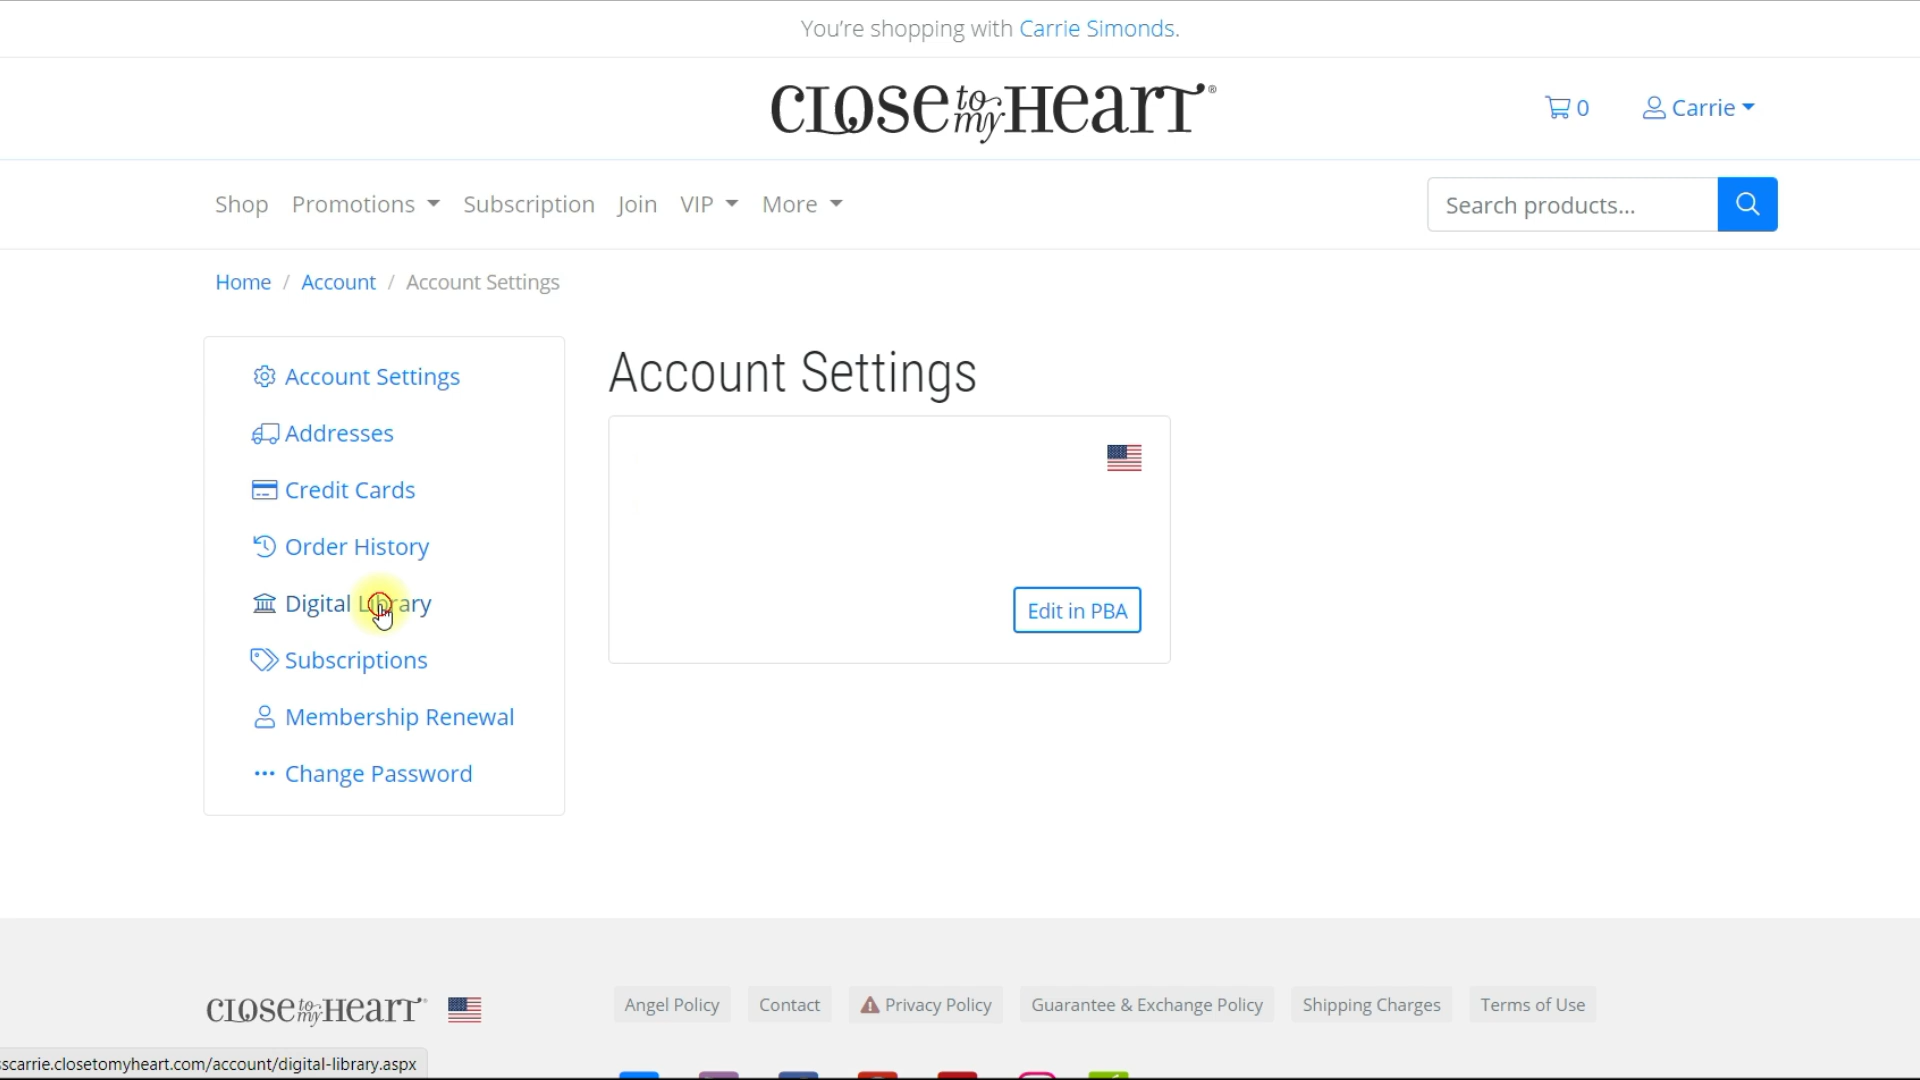 You're shopping with Carrie Simonds.
CLOSE to my HEART®
0
Carrie
Shop Promotions Subscription Join VIP More
Search products...
Home / Account / Account Settings
Account Settings
Addresses
Credit Cards
Order History
Digital Library
Subscriptions
Membership Renewal
Change Password
Account Settings
Edit in PBA
CLOSE to my HEART
Angel Policy Contact Privacy Policy Guarantee & Exchange Policy Shipping Charges Terms of Use
scarrie.closetomyheart.com/account/digital-library.aspx